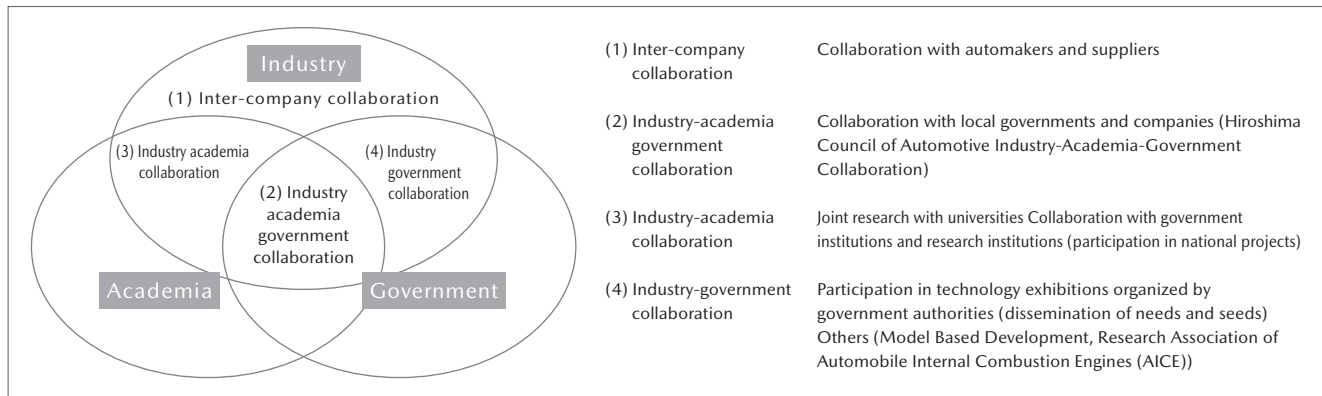 Industry
(1) Inter-company collaboration
(3) Industry academia
collaboration
(4) Industry
government
collaboration
(2) Industry
academia
government
collaboration
Academia
Government
(1) Inter-company
collaboration
Collaboration with automakers and suppliers
(2) Industry-academia
government
collaboration
Collaboration with local governments and companies (Hiroshima
Council of Automotive Industry-Academia-Government
Collaboration)
(3) Industry-academia
collaboration
Joint research with universities Collaboration with government
institutions and research institutions (participation in national projects)
(4) Industry-government
collaboration
Participation in technology exhibitions organized by
government authorities (dissemination of needs and seeds)
Others (Model Based Development, Research Association of
Automobile Internal Combustion Engines (AICE))